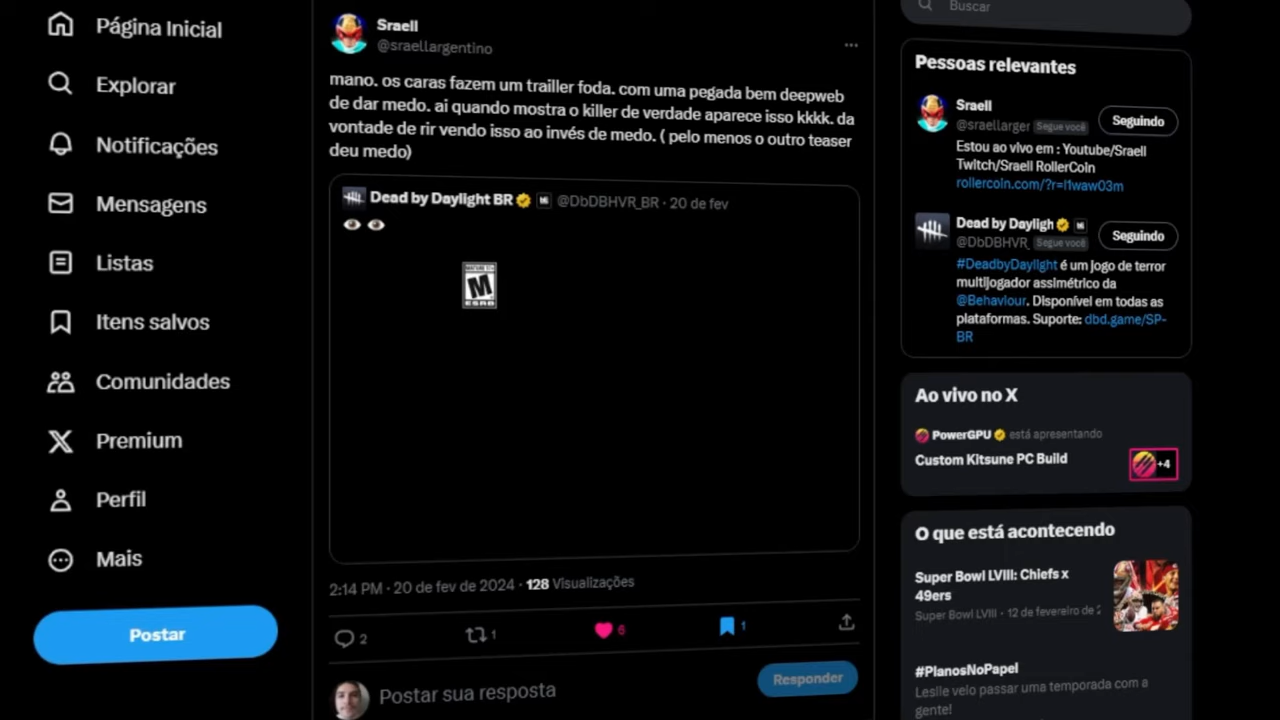 Página Inicial
Explorar
Notificações
Mensagens
Listas
Itens salvos
Comunidades
Premium
Perfil
Mais
Postar
Sraell
@sraellargentino
mano. os caras fazem um trailler foda. com uma pegada bem deepweb
de dar medo. ai quando mostra o killer de verdade aparece isso kkkk. da
vontade de rir vendo isso ao invés de medo. ( pelo menos o outro teaser
deu medo)
Dead by Daylight BR @DbDBHVR_BR · 20 de fev
MATURE 17+
M
ESRB
2:14 PM · 20 de fev de 2024 · 128 Visualizações
2
1
6
1
Postar sua resposta
Responder
Buscar
Pessoas relevantes
Sraell
@sraellarger Segue você
Seguindo
Estou ao vivo em : Youtube/Sraell
Twitch/Sraell RollerCoin
rollercoin.com/?r=l1waw03m
Dead by Dayligh
@DbDBHVR_ Segue você
Seguindo
#DeadbyDaylight é um jogo de terror
multijogador assimétrico da
@Behaviour. Disponível em todas as
plataformas. Suporte: dbd.game/SP-
BR
Ao vivo no X
PowerGPU está apresentando
Custom Kitsune PC Build
+4
O que está acontecendo
Super Bowl LVIII: Chiefs x
49ers
Super Bowl LVIII · 12 de fevereiro de 2
#PlanosNoPapel
Leslie velo passar uma temporada com a
gente!